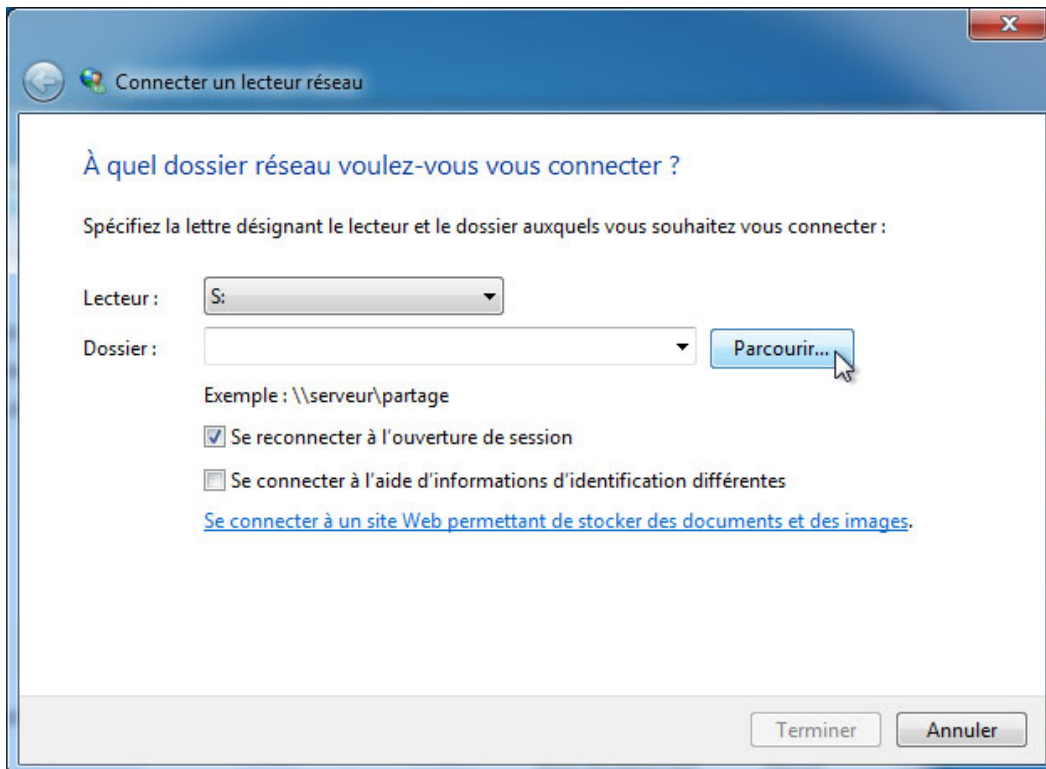 Connecter un lecteur réseau
À quel dossier réseau voulez-vous vous connecter ?
Spécifiez la lettre désignant le lecteur et le dossier auxquels vous souhaitez vous connecter :
Lecteur : S:
Dossier : Parcourir...
Exemple : \\serveur\partage
Se reconnecter à l'ouverture de session
Se connecter à l'aide d'informations d'identification différentes
Se connecter à un site Web permettant de stocker des documents et des images.
Terminer Annuler